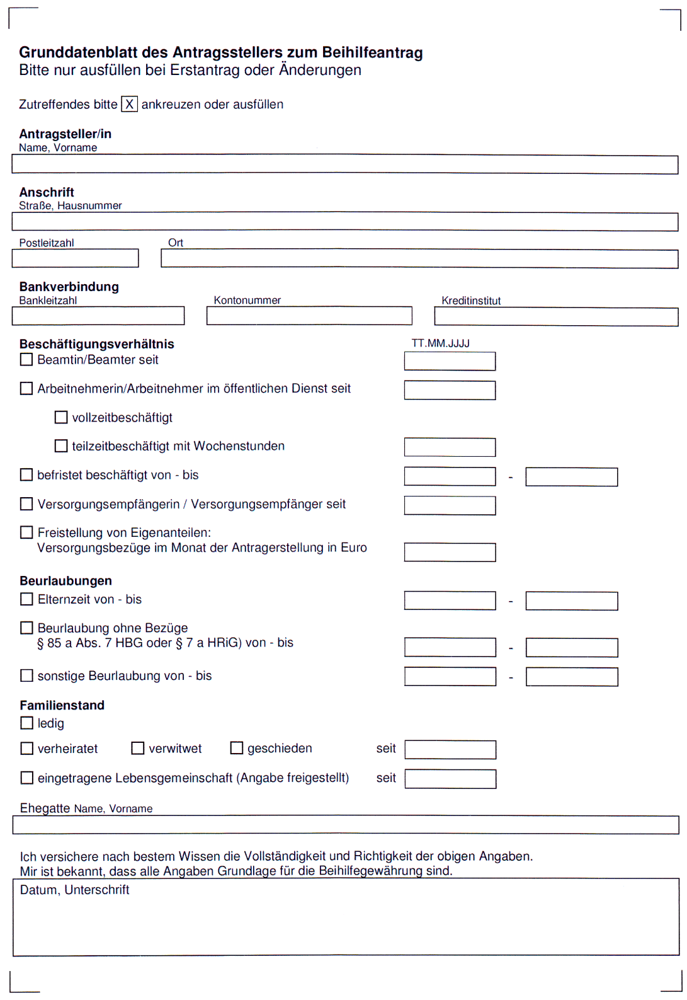 Grunddatenblatt des Antragsstellers zum Beihilfeantrag
Bitte nur ausfüllen bei Erstantrag oder Änderungen
Zutreffendes bitte X ankreuzen oder ausfüllen
Antragsteller/in
Name, Vorname
Anschrift
Straße, Hausnummer
Postleitzahl Ort
Bankverbindung
Bankleitzahl Kontonummer Kreditinstitut
Beschäftigungsverhältnis TT.MM.JJJJ
Beamtin/Beamter seit
Arbeitnehmerin/Arbeitnehmer im öffentlichen Dienst seit
vollzeitbeschäftigt
teilzeitbeschäftigt mit Wochenstunden
befristet beschäftigt von - bis -
Versorgungsempfängerin / Versorgungsempfänger seit
Freistellung von Eigenanteilen:
Versorgungsbezüge im Monat der Antragerstellung in Euro
Beurlaubungen
Elternzeit von - bis -
Beurlaubung ohne Bezüge
§ 85 a Abs. 7 HBG oder § 7 a HRiG) von - bis -
sonstige Beurlaubung von - bis -
Familienstand
ledig
verheiratet verwitwet geschieden seit
eingetragene Lebensgemeinschaft (Angabe freigestellt) seit
Ehegatte Name, Vorname
Ich versichere nach bestem Wissen die Vollständigkeit und Richtigkeit der obigen Angaben.
Mir ist bekannt, dass alle Angaben Grundlage für die Beihilfegewährung sind.
Datum, Unterschrift